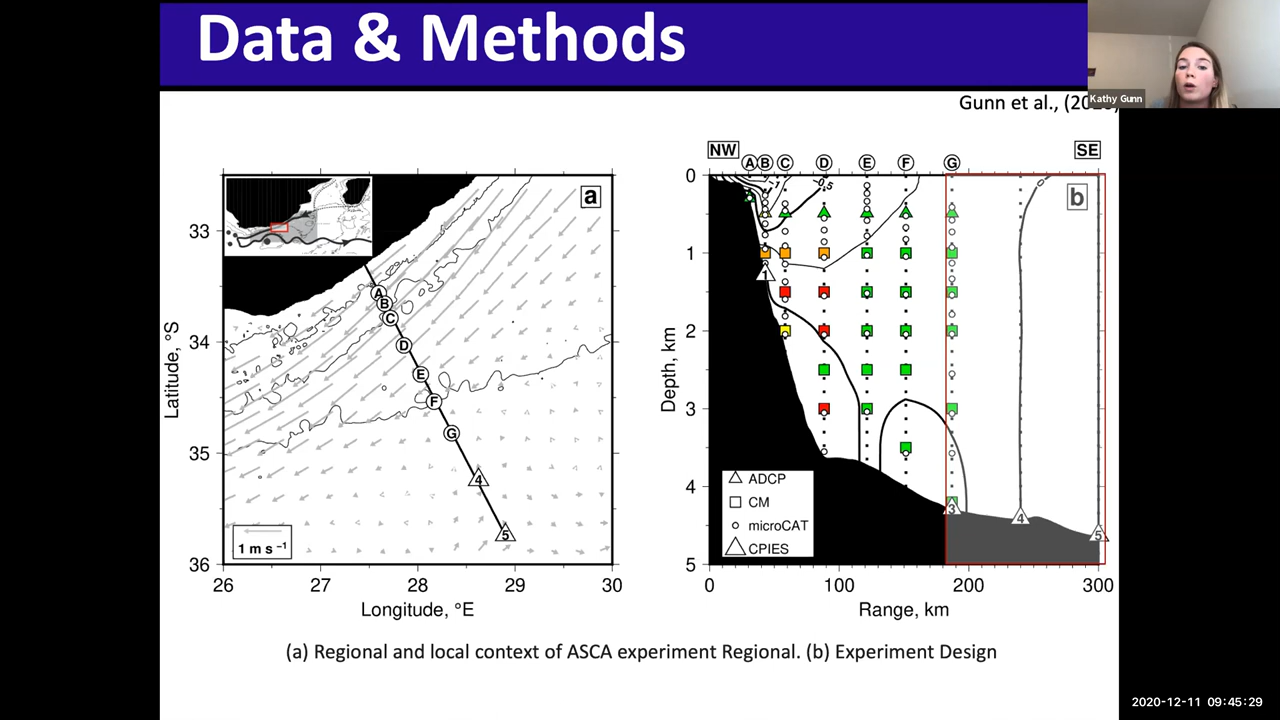 Data & Methods
Kathy Gunn
Gunn et al., (20
NW
A B C D E F G
SE
a
33
34
35
36
26 27 28 29 30
Latitude, °S
Longitude, °E
A
B
C
D
E
F
G
4
5
1 m s⁻¹
0
1
2
3
4
5
0 100 200 300
Depth, km
Range, km
b
-1
-0.5
0
1
3
4
5
ADCP
CM
microCAT
CPIES
(a) Regional and local context of ASCA experiment Regional. (b) Experiment Design
2020-12-11 09:45:29